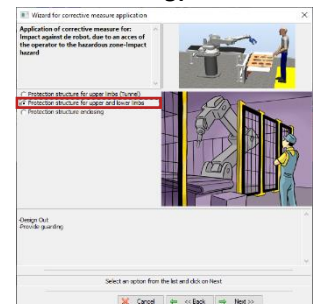 Wizard for corrective measure application
Application of corrective measure for:
Impact against de robot, due to an acces of
the operator to the hazardous zone-Impact
hazard
Protection structure for upper limbs (Tunnel)
Protection structure for upper and lower limbs
Protection structure enclosing
-Design Out
-Provide guarding
Select an option from the list and click on Next
Cancel << Back Next >>